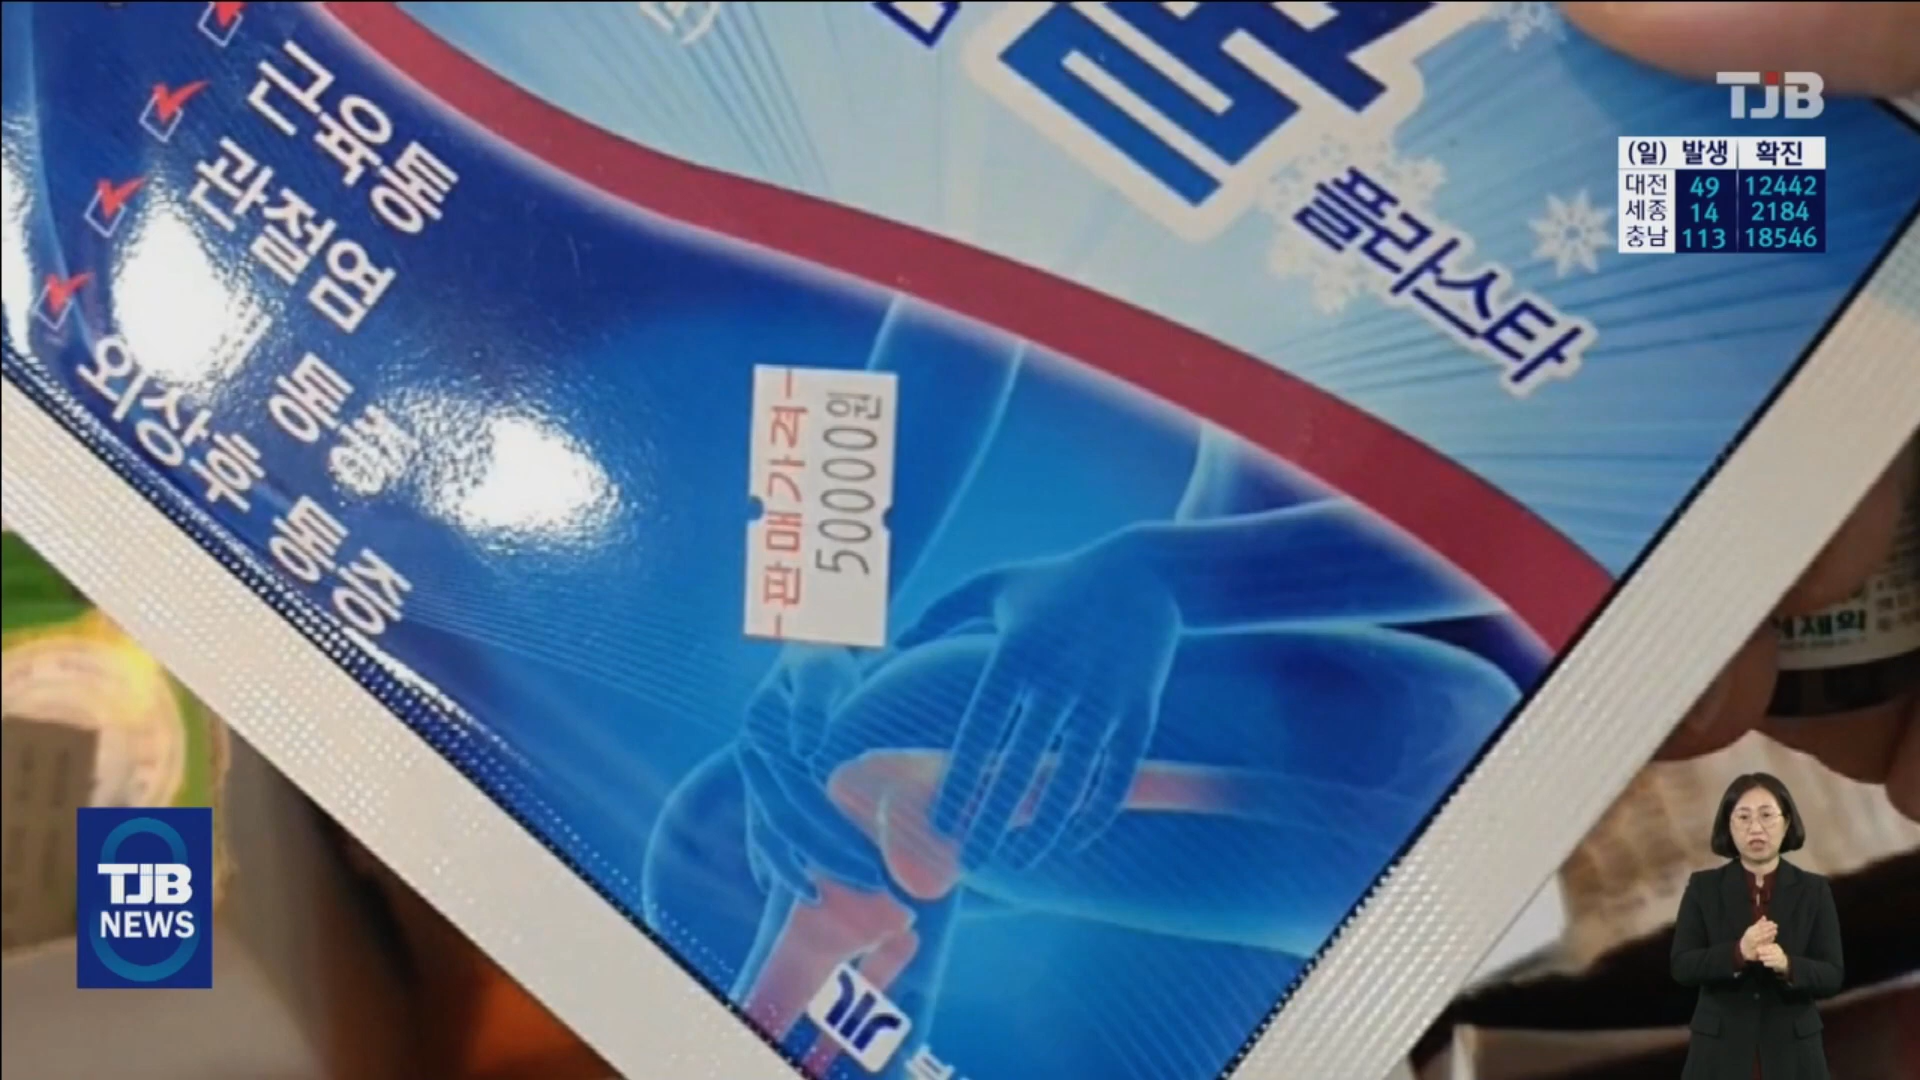 근육통
관절염
통증
외상후 통증
플라스타
판매가격
50000원
TJB
(일) 발생 확진
대전 49 12442
세종 14 2184
충남 113 18546
TJB
NEWS